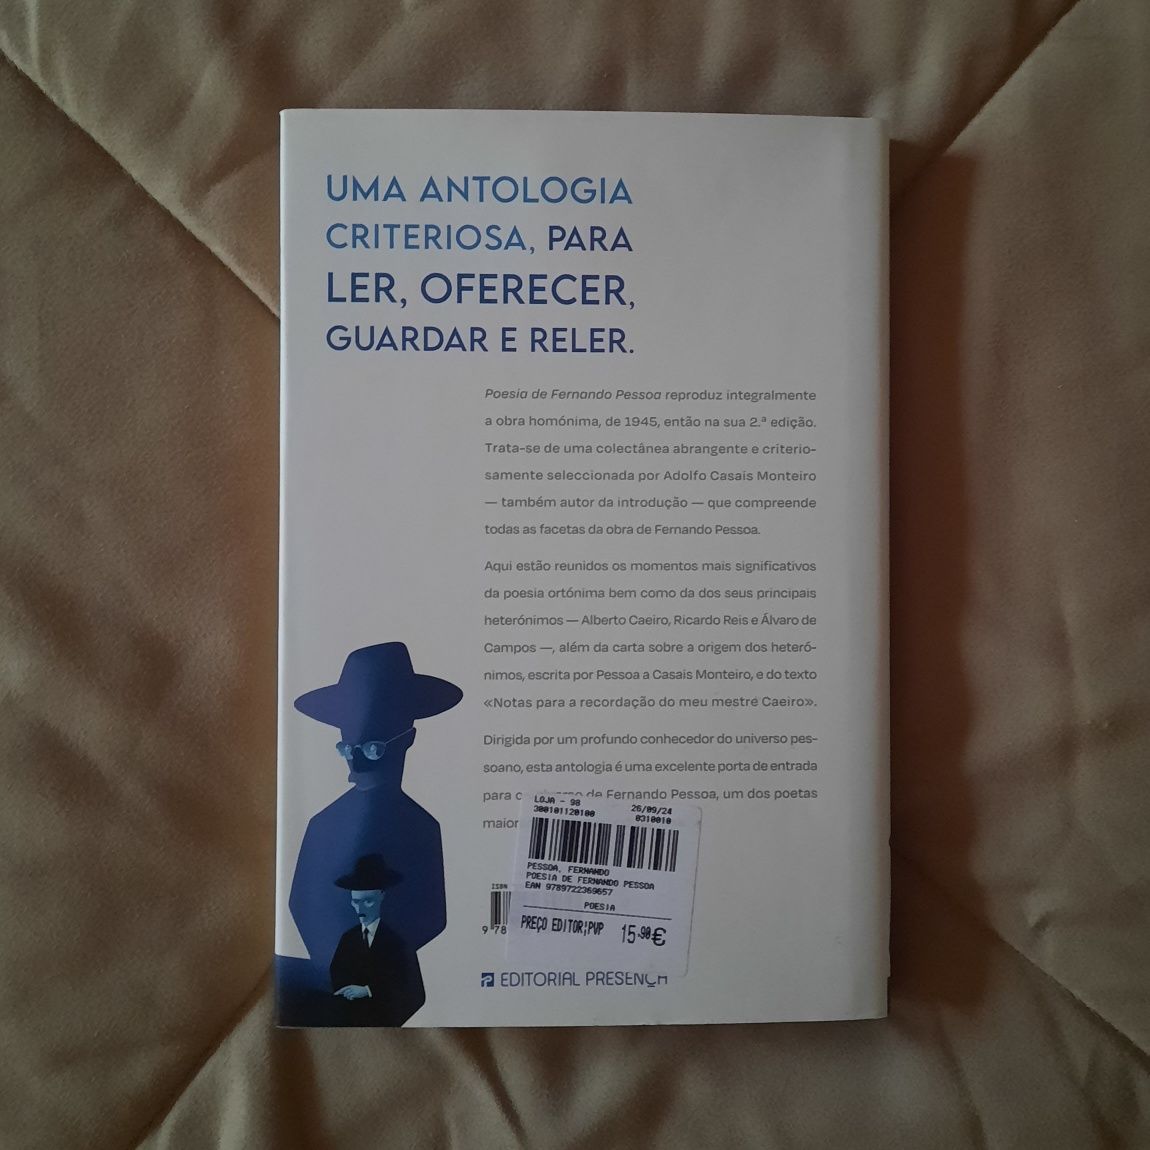 UMA ANTOLOGIA
CRITERIOSA, PARA
LER, OFERECER,
GUARDAR E RELER.
Poesia de Fernando Pessoa reproduz integralmente
a obra homónima, de 1945, então na sua 2.ª edição.
Trata-se de uma colectânea abrangente e criterio-
samente seleccionada por Adolfo Casais Monteiro
— também autor da introdução — que compreende
todas as facetas da obra de Fernando Pessoa.
Aqui estão reunidos os momentos mais significativos
da poesia ortónima bem como da dos seus principais
heterónimos — Alberto Caeiro, Ricardo Reis e Álvaro de
Campos —, além da carta sobre a origem dos heteró-
nimos, escrita por Pessoa a Casais Monteiro, e do texto
«Notas para a recordação do meu mestre Caeiro».
Dirigida por um profundo conhecedor do universo pes-
soano, esta antologia é uma excelente porta de entrada
para de Fernando Pessoa, um dos poetas
LOJA - 98 26/09/24
300101120100 0310010
PESSOA, FERNANDO
POESIA DE FERNANDO PESSOA
EAN 9789722369657
POESIA
PREÇO EDITOR/PVP 15.90€
ISBN
9 78
EDITORIAL PRESENÇA